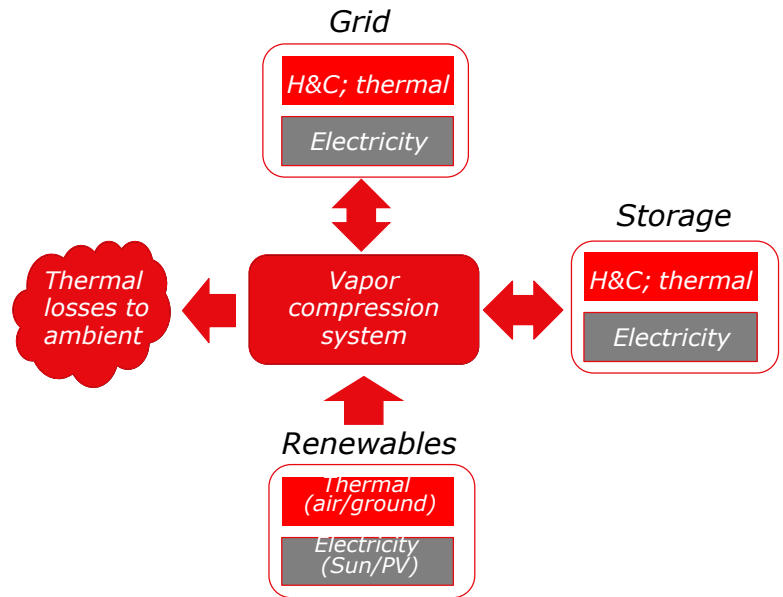 Grid
H&C; thermal
Electricity
Storage
H&C; thermal
Electricity
Thermal
losses to
ambient
Vapor
compression
system
Renewables
Thermal
(air/ground)
Electricity
(Sun/PV)